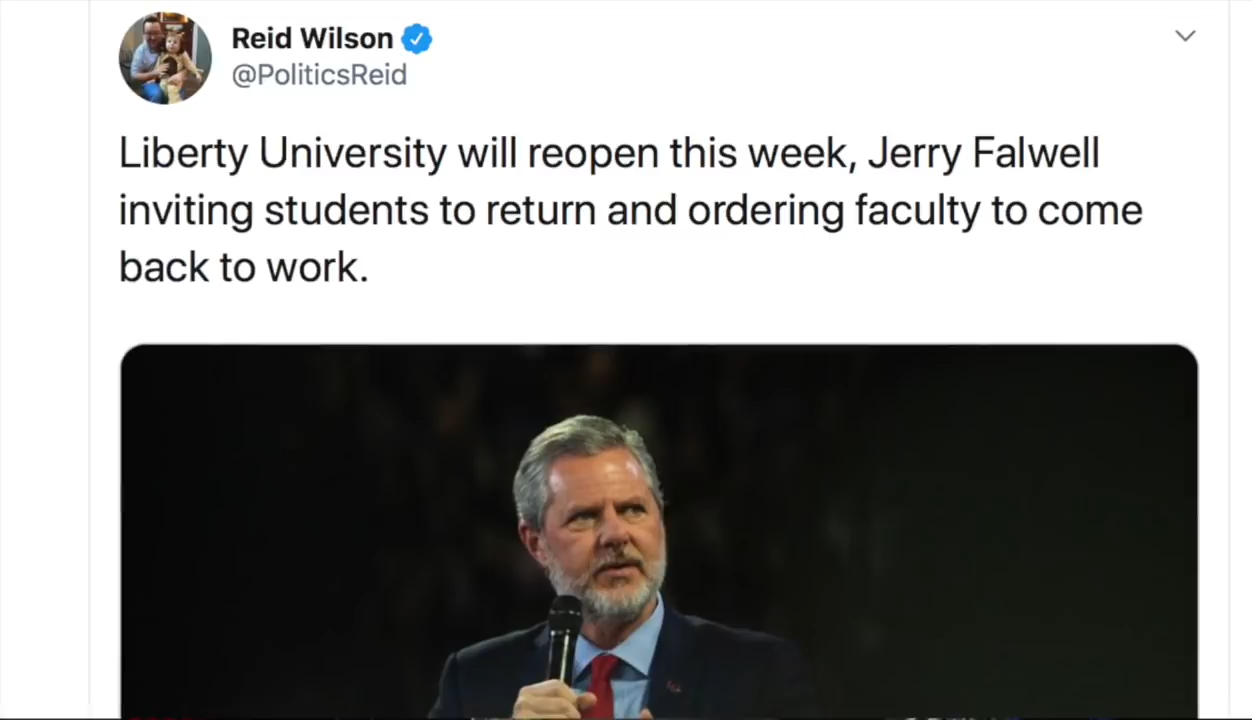 Reid Wilson
@PoliticsReid
Liberty University will reopen this week, Jerry Falwell
inviting students to return and ordering faculty to come
back to work.